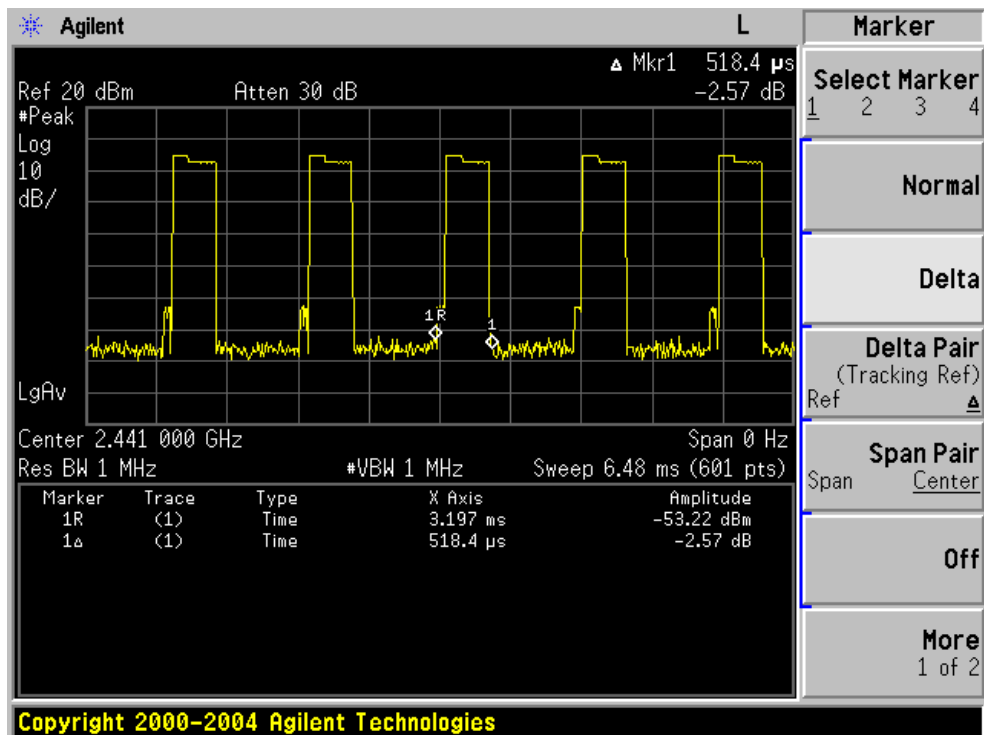 Agilent L Marker
Δ Mkr1 518.4 µs
Ref 20 dBm Atten 30 dB -2.57 dB
#Peak
Log
10
dB/
1R
1
LgAv
Center 2.441 000 GHz Span 0 Hz
Res BW 1 MHz #VBW 1 MHz Sweep 6.48 ms (601 pts)
Marker Trace Type X Axis Amplitude
1R (1) Time 3.197 ms -53.22 dBm
1Δ (1) Time 518.4 µs -2.57 dB
Select Marker
1 2 3 4
Normal
Delta
Delta Pair
(Tracking Ref)
Ref Δ
Span Pair
Span Center
Off
More
1 of 2
Copyright 2000-2004 Agilent Technologies